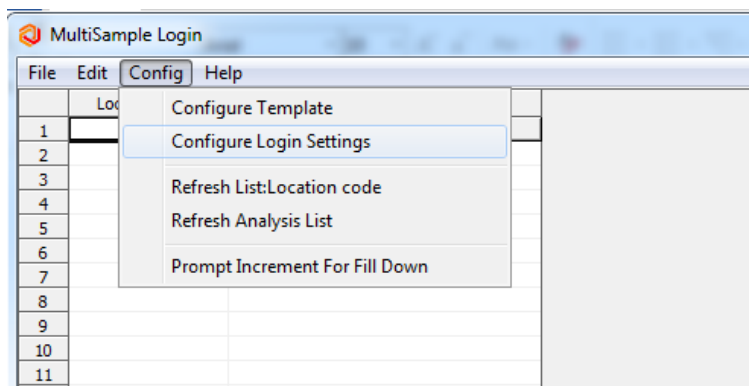 MultiSample Login
File Edit Config Help
Loc
Configure Template
1
Configure Login Settings
2
3
Refresh List:Location code
4
Refresh Analysis List
5
6
Prompt Increment For Fill Down
7
8
9
10
11